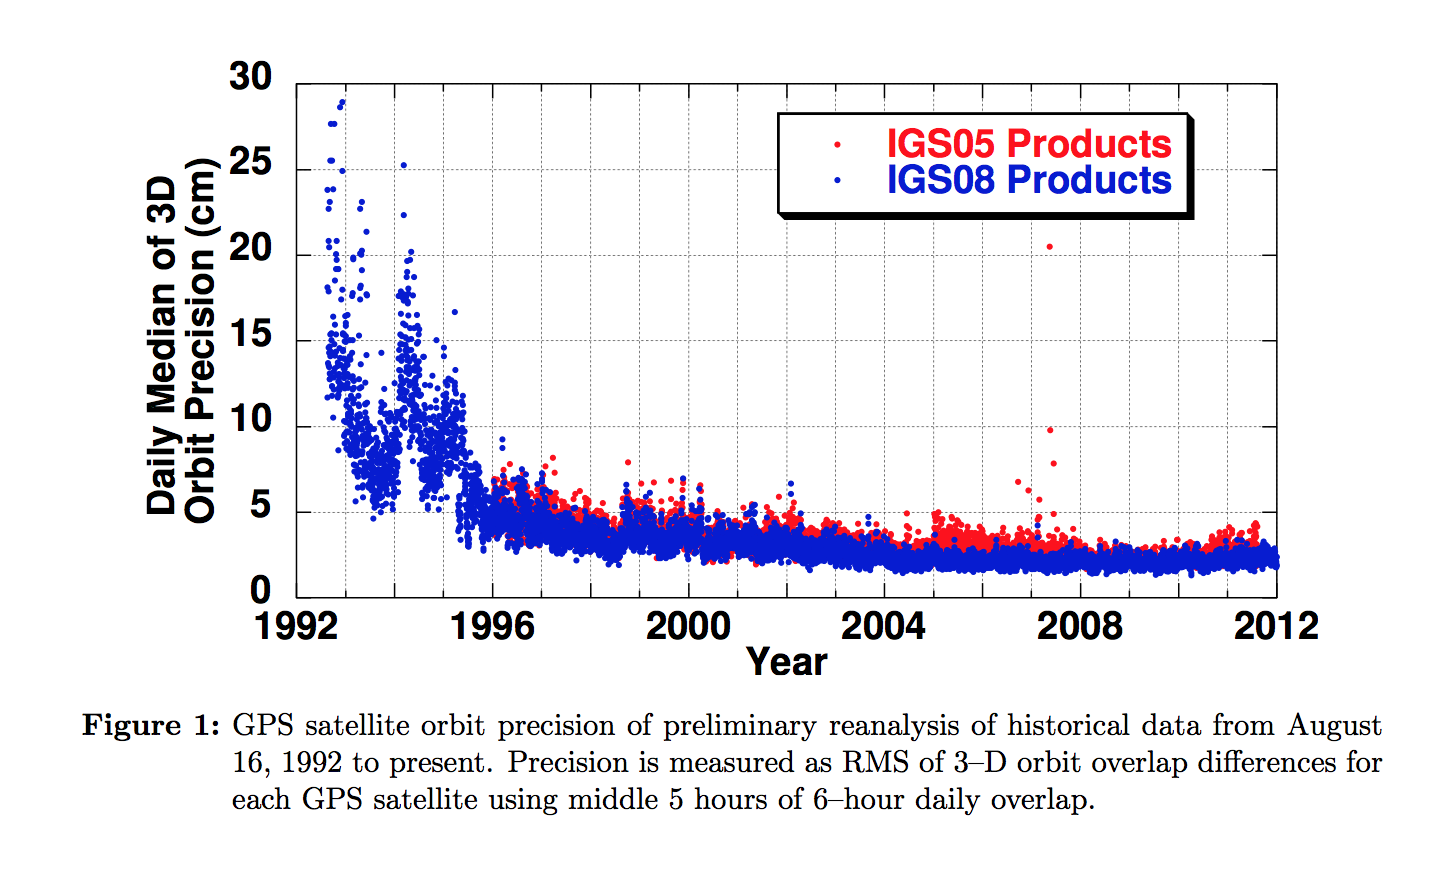 30
25
20
15
10
5
0
Daily Median of 3D
Orbit Precision (cm)
IGS05 Products
IGS08 Products
1992 1996 2000 2004 2008 2012
Year
Figure 1: GPS satellite orbit precision of preliminary reanalysis of historical data from August
16, 1992 to present. Precision is measured as RMS of 3–D orbit overlap differences for
each GPS satellite using middle 5 hours of 6–hour daily overlap.